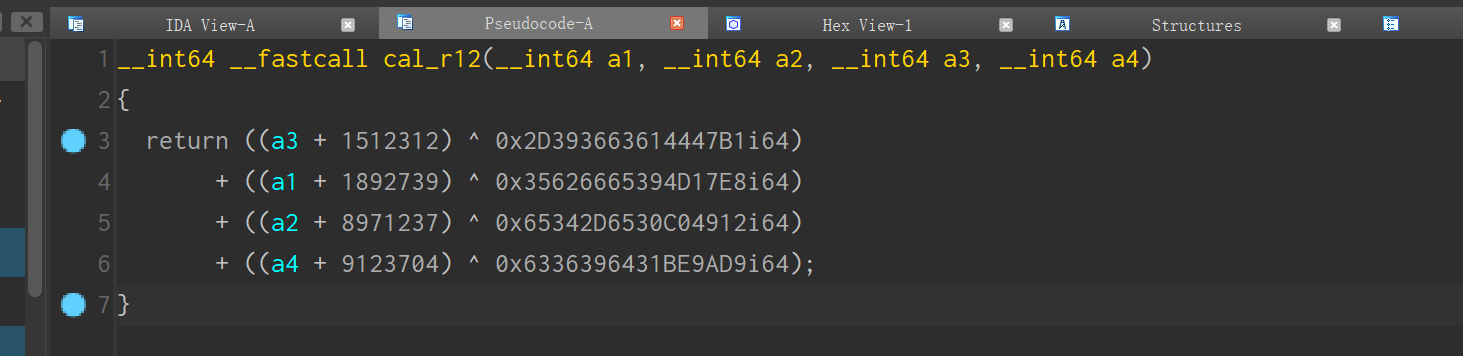 IDA View-A Pseudocode-A Hex View-1 Structures
1 __int64 __fastcall cal_r12(__int64 a1, __int64 a2, __int64 a3, __int64 a4)
2 {
3 return ((a3 + 1512312) ^ 0x2D393663614447B1i64)
4 + ((a1 + 1892739) ^ 0x35626665394D17E8i64)
5 + ((a2 + 8971237) ^ 0x65342D6530C04912i64)
6 + ((a4 + 9123704) ^ 0x6336396431BE9AD9i64);
7 }